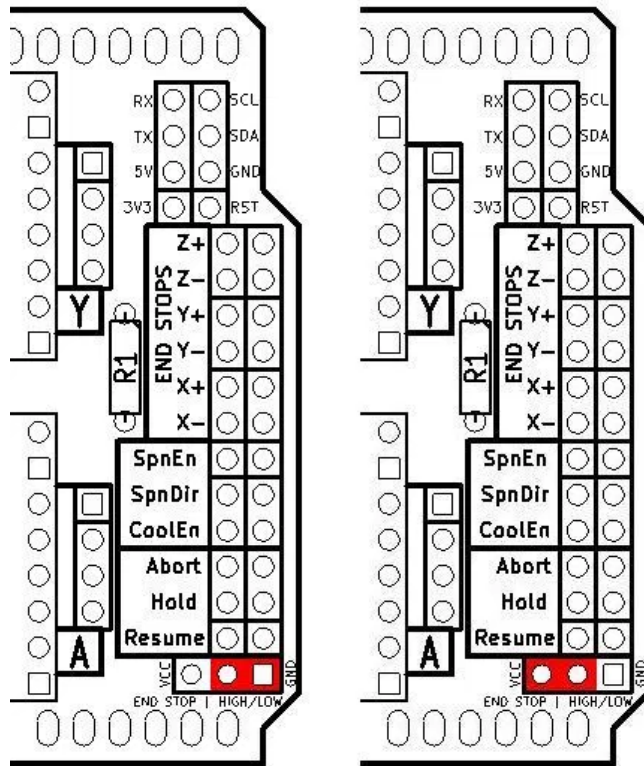 RX SCL
TX SDA
5V GND
3V3 RST
END STOPS
Z+
Z-
Y+
Y-
X+
X-
Y
R1
SpnEn
SpnDir
CoolEn
Abort
Hold
Resume
A
VCC GND
END STOP | HIGH/LOW
RX SCL
TX SDA
5V GND
3V3 RST
END STOPS
Z+
Z-
Y+
Y-
X+
X-
Y
R1
SpnEn
SpnDir
CoolEn
Abort
Hold
Resume
A
VCC GND
END STOP | HIGH/LOW